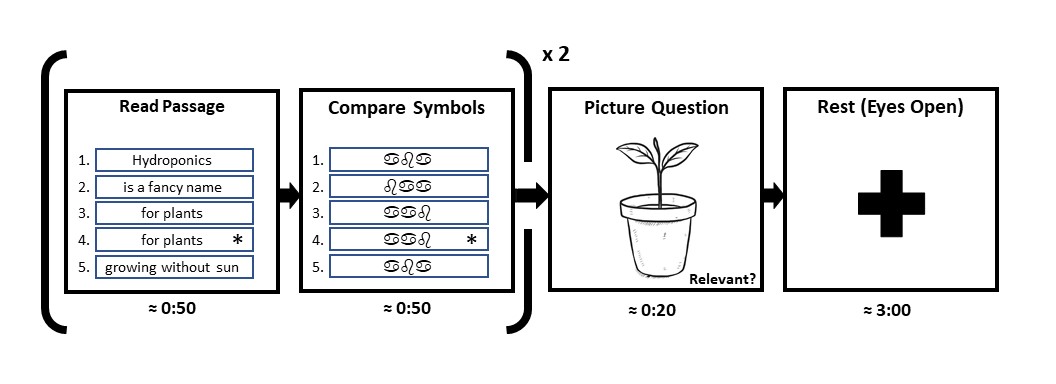 x 2
Read Passage
1. Hydroponics
2. is a fancy name
3. for plants
4. for plants *
5. growing without sun
≈ 0:50
Compare Symbols
1. ♋♌♋
2. ♌♋♋
3. ♋♋♌
4. ♋♋♌ *
5. ♋♌♋
≈ 0:50
Picture Question
Relevant?
≈ 0:20
Rest (Eyes Open)
≈ 3:00